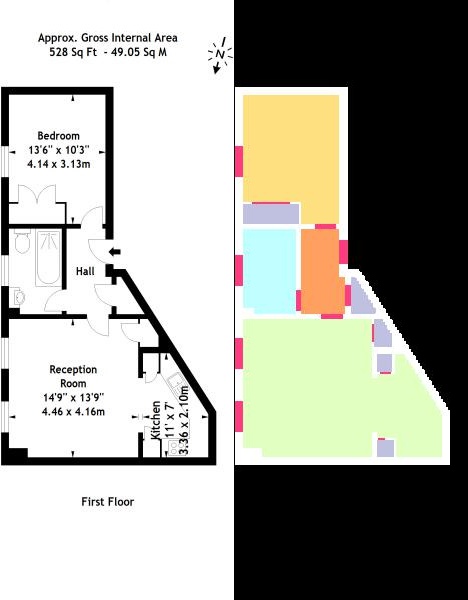 Approx. Gross Internal Area
528 Sq Ft - 49.05 Sq M
N
Bedroom
13'6" x 10'3"
4.14 x 3.13m
Hall
Reception
Room
14'9" x 13'9"
4.46 x 4.16m
Kitchen
11' x 7'
3.36 x 2.10m
First Floor